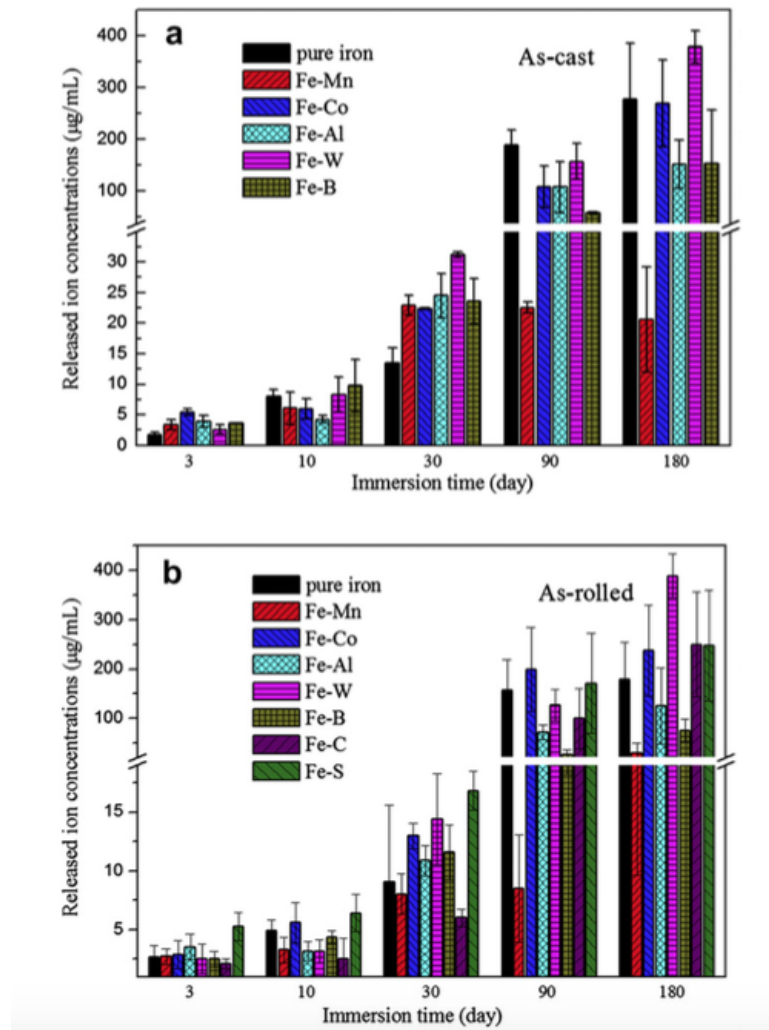 a
As-cast
pure iron
Fe-Mn
Fe-Co
Fe-Al
Fe-W
Fe-B
Released ion concentrations (µg/mL)
400
300
200
100
30
25
20
15
10
5
0
3 10 30 90 180
Immersion time (day)
b
As-rolled
pure iron
Fe-Mn
Fe-Co
Fe-Al
Fe-W
Fe-B
Fe-C
Fe-S
Released ion concentrations (µg/mL)
400
300
200
100
15
10
5
3 10 30 90 180
Immersion time (day)